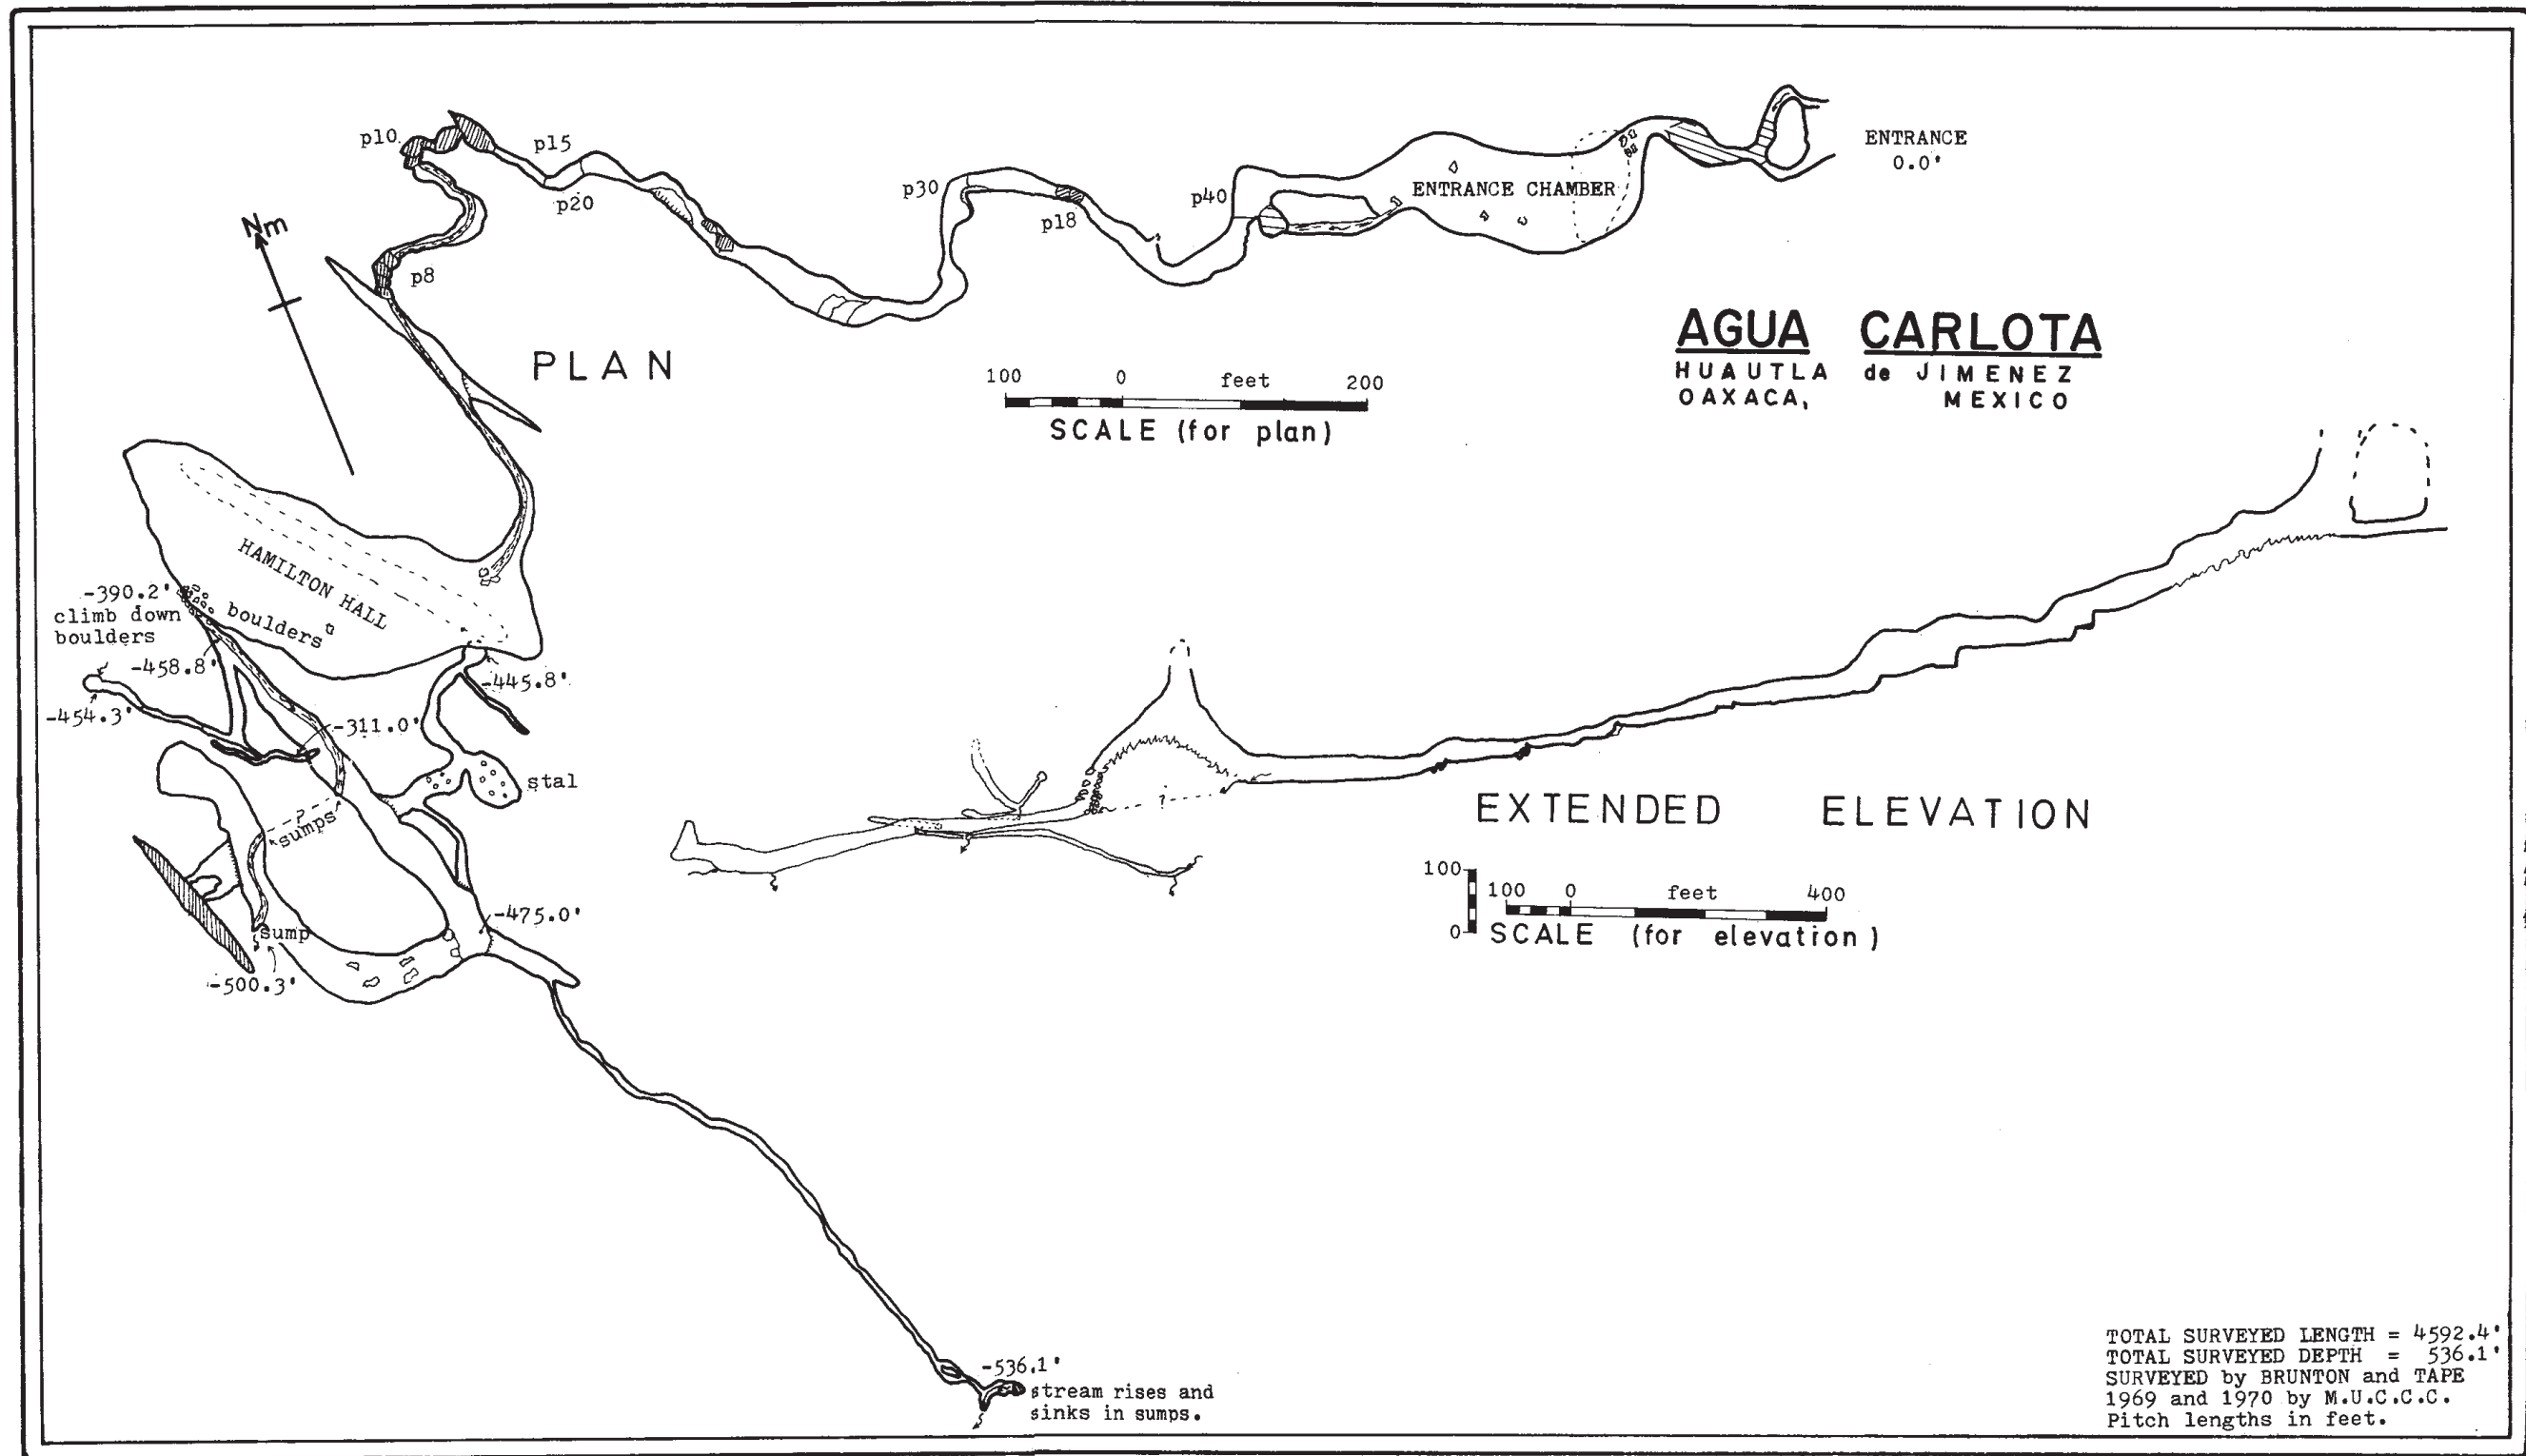 ENTRANCE
0.0'
p10
p15
p20
p30
p18
p40
ENTRANCE CHAMBER
p8
Nm
PLAN
100 0 feet 200
SCALE (for plan)
AGUA CARLOTA
HUAUTLA de JIMENEZ
OAXACA, MEXICO
HAMILTON HALL
-390.2'
climb down
boulders
boulders
-458.8'
-445.8'
-454.3'
-311.0'
stal
?
sumps
-475.0'
sump
-500.3'
?
EXTENDED ELEVATION
100
0
100 0 feet 400
SCALE (for elevation)
-536.1'
stream rises and
sinks in sumps.
TOTAL SURVEYED LENGTH = 4592.4'
TOTAL SURVEYED DEPTH = 536.1'
SURVEYED by BRUNTON and TAPE
1969 and 1970 by M.U.C.C.C.
Pitch lengths in feet.